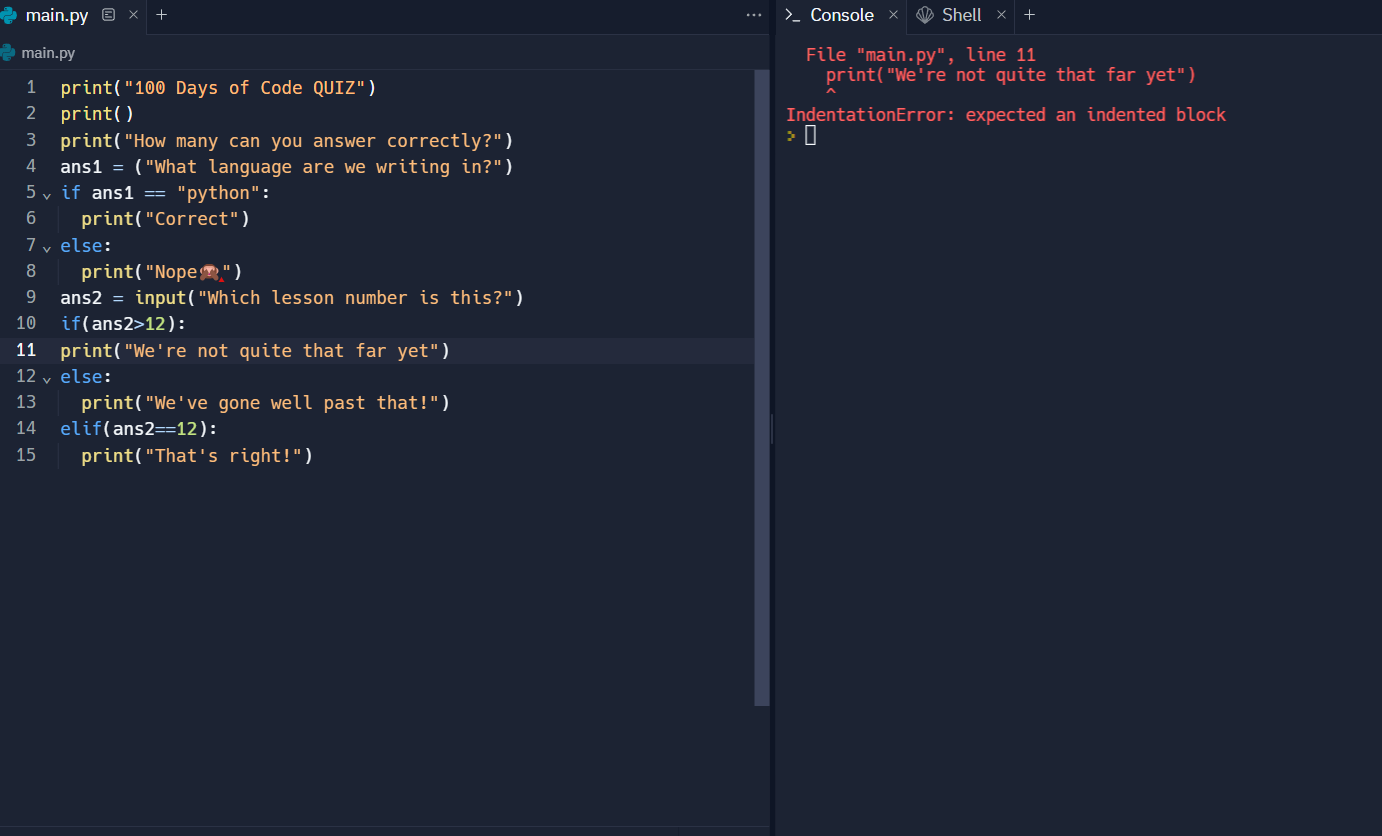 main.py
Console
Shell
main.py
1 print("100 Days of Code QUIZ")
2 print()
3 print("How many can you answer correctly?")
4 ans1 = ("What language are we writing in?")
5 if ans1 == "python":
6   print("Correct")
7 else:
8   print("Nope🙈")
9 ans2 = input("Which lesson number is this?")
10 if(ans2>12):
11 print("We're not quite that far yet")
12 else:
13   print("We've gone well past that!")
14 elif(ans2==12):
15   print("That's right!")
File "main.py", line 11
print("We're not quite that far yet")
^
IndentationError: expected an indented block